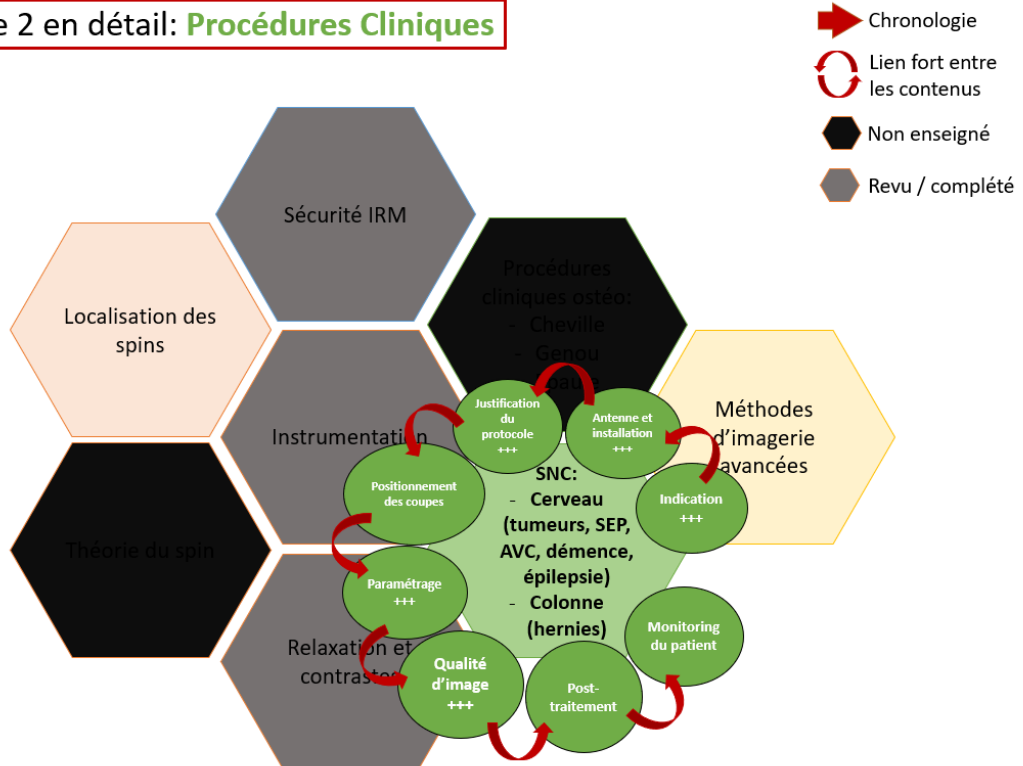 e 2 en détail: Procédures Cliniques
Chronologie
Lien fort entre
les contenus
Non enseigné
Revu / complété
Sécurité IRM
Procédures
cliniques ostéo:
- Cheville
- Genou
Localisation des
spins
Méthodes
d'imagerie
avancées
Instrumentation
Justification
du
protocole
+++
Antenne et
installation
+++
Indication
+++
Positionnement
des coupes
SNC:
- Cerveau
(tumeurs, SEP,
AVC, démence,
épilepsie)
- Colonne
(hernies)
Théorie du spin
Paramétrage
+++
Monitoring
du patient
Relaxation et
contrastes
Qualité
d'image
+++
Post-
traitement